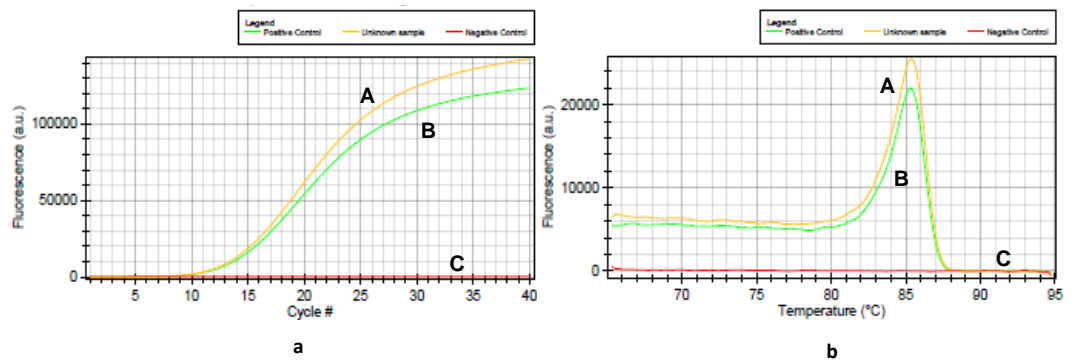 Legend
Positive Control Unknown sample Negative Control
Fluorescence (a.u.)
100000
50000
0
A
B
C
5 10 15 20 25 30 35 40
Cycle #
a
Legend
Positive Control Unknown sample Negative Control
Fluorescence (a.u.)
20000
10000
0
A
B
C
70 75 80 85 90 95
Temperature (ºC)
b